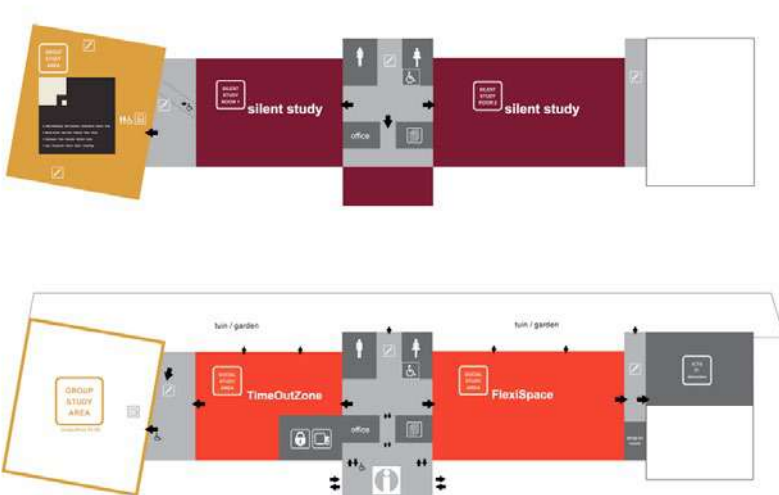 GROUP
STUDY
AREA
SILENT
STUDY
ROOM 1
silent study
office
SILENT
STUDY
ROOM 2
silent study
tuin / garden
tuin / garden
GROUP
STUDY
AREA
SOCIAL
STUDY
AREA
TimeOutZone
office
SOCIAL
STUDY
AREA
FlexiSpace